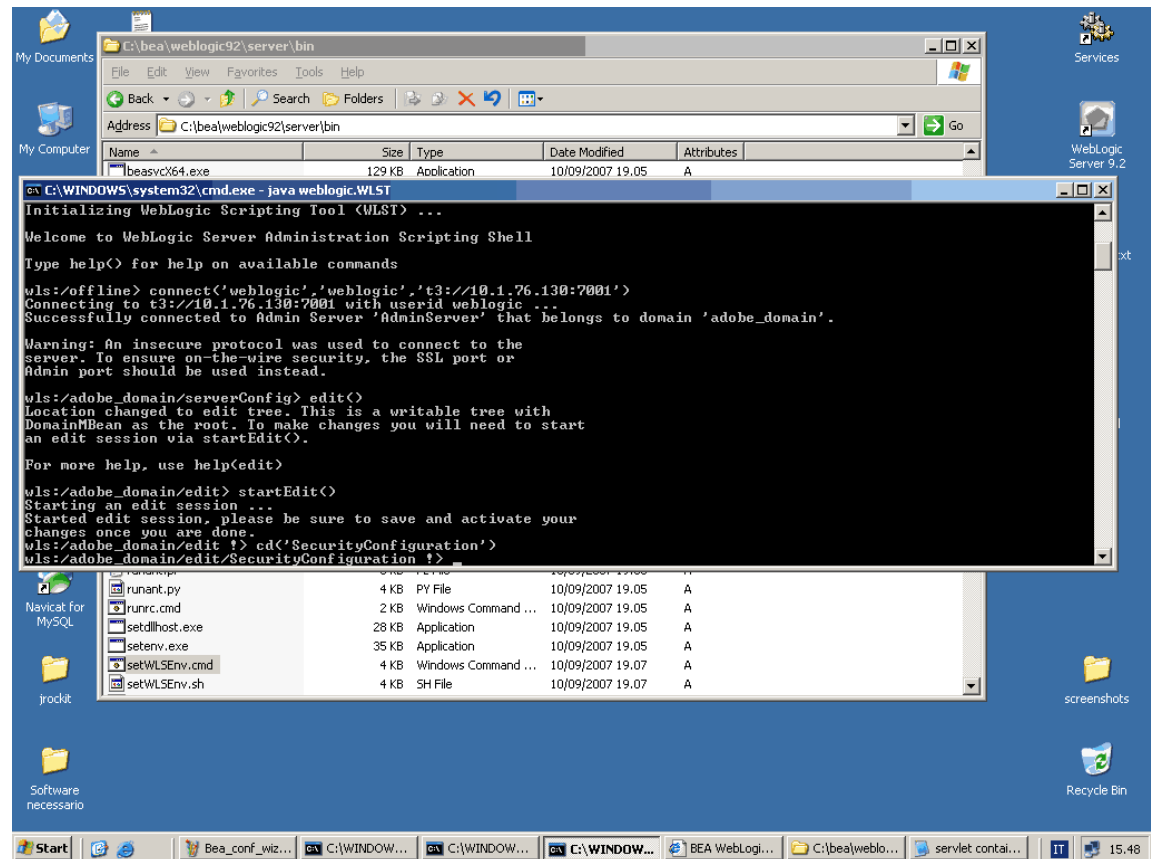 My Documents
C:\bea\weblogic92\server\bin
Services
File Edit View Favorites Tools Help
Back Search Folders
Address C:\bea\weblogic92\server\bin Go
My Computer
WebLogic
Server 9.2
Name Size Type Date Modified Attributes
beasvcX64.exe 129 KB Application 10/09/2007 19.05 A
C:\WINDOWS\system32\cmd.exe - java weblogic.WLST
Initializing WebLogic Scripting Tool (WLST) ...
Welcome to WebLogic Server Administration Scripting Shell
Type help() for help on available commands
wls:/offline> connect('weblogic','weblogic','t3://10.1.76.130:7001')
Connecting to t3://10.1.76.130:7001 with userid weblogic ...
Successfully connected to Admin Server 'AdminServer' that belongs to domain 'adobe_domain'.
Warning: An insecure protocol was used to connect to the
server. To ensure on-the-wire security, the SSL port or
Admin port should be used instead.
wls:/adobe_domain/serverConfig> edit()
Location changed to edit tree. This is a writable tree with
DomainMBean as the root. To make changes you will need to start
an edit session via startEdit().
For more help, use help(edit)
wls:/adobe_domain/edit> startEdit()
Starting an edit session ...
Started edit session, please be sure to save and activate your
changes once you are done.
wls:/adobe_domain/edit !> cd('SecurityConfiguration')
wls:/adobe_domain/edit/SecurityConfiguration !> _
xt
runant.py 4 KB PY File 10/09/2007 19.05 A
runrc.cmd 2 KB Windows Command ... 10/09/2007 19.05 A
setdllhost.exe 28 KB Application 10/09/2007 19.05 A
setenv.exe 35 KB Application 10/09/2007 19.05 A
setWLSEnv.cmd 4 KB Windows Command ... 10/09/2007 19.07 A
setWLSEnv.sh 4 KB SH File 10/09/2007 19.07 A
Navicat for
MySQL
jrockit
screenshots
Software
necessario
Recycle Bin
Start Bea_conf_wiz... C:\WINDOW... C:\WINDOW... C:\WINDOW... BEA WebLogi... C:\bea\weblo... servlet contai... IT 15.48